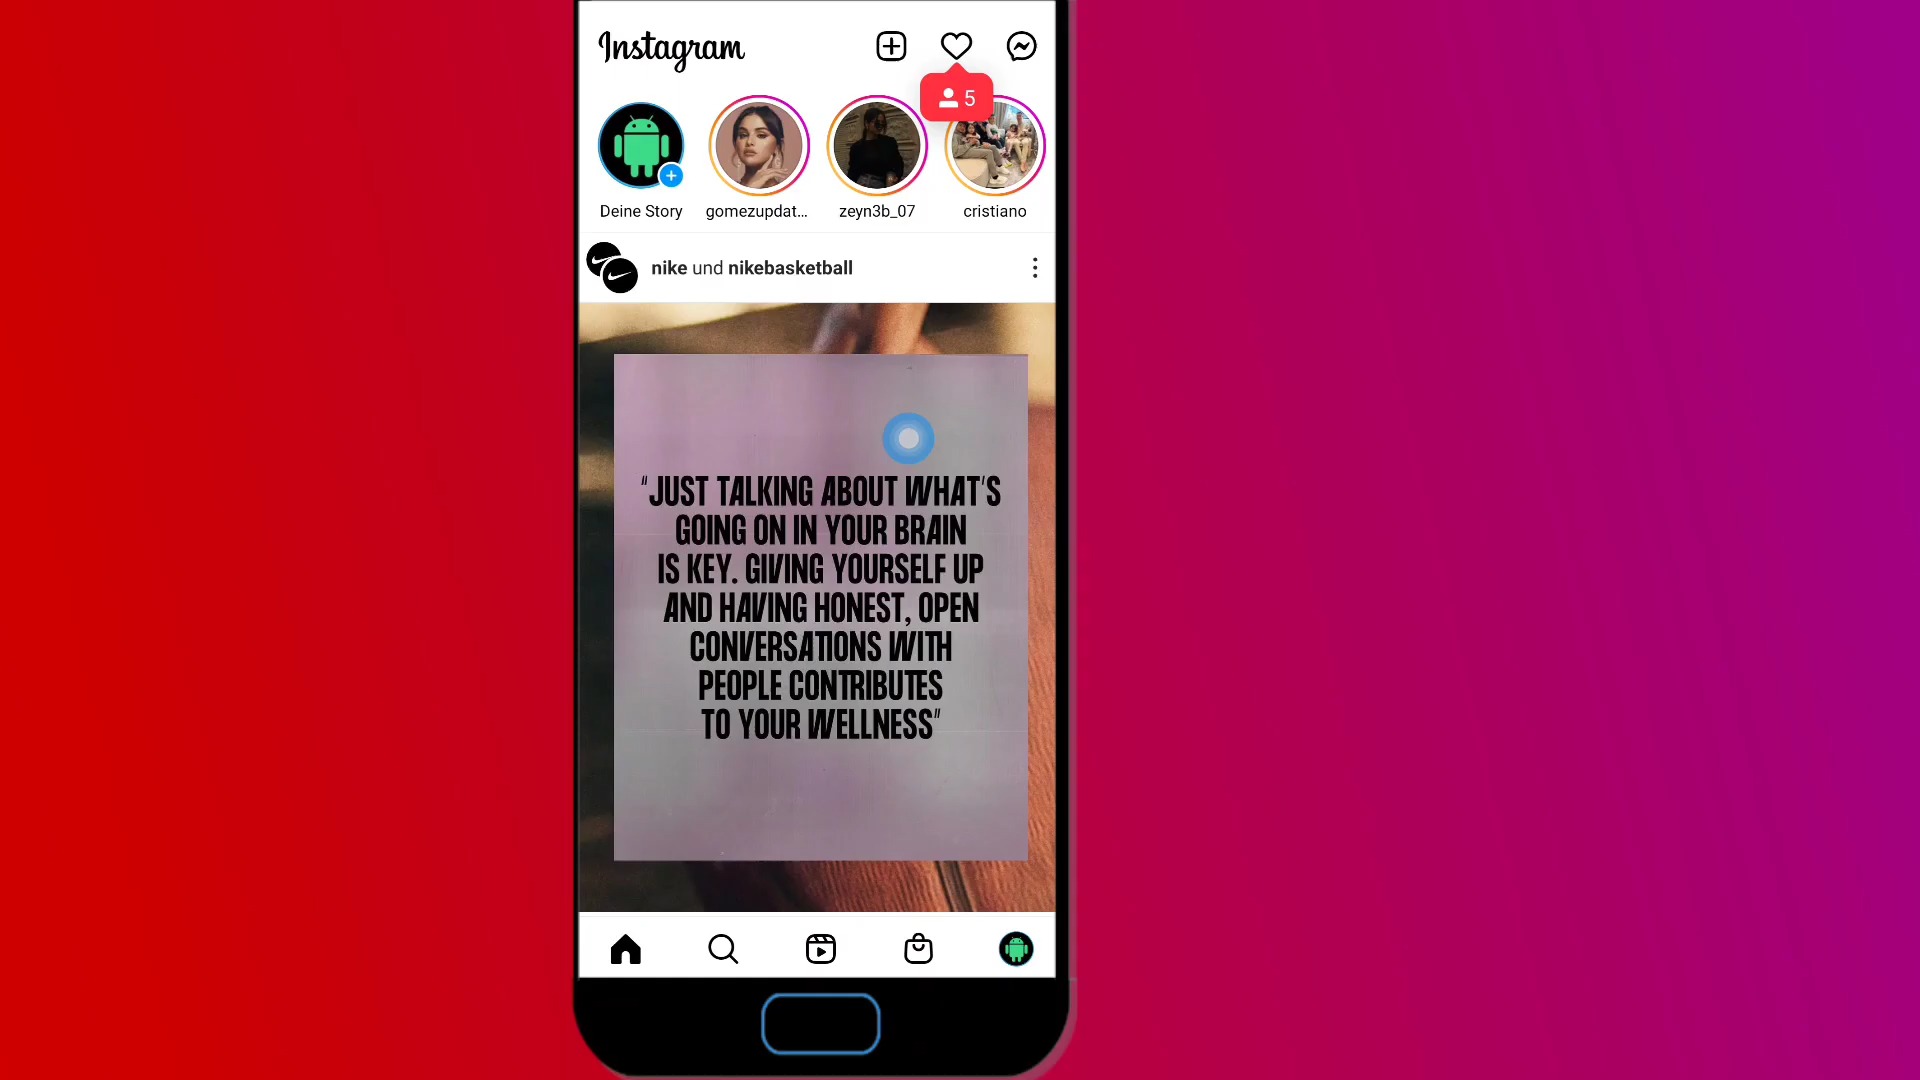 Instagram
5
Deine Story
gomezupdat...
zeyn3b_07
cristiano
nike und nikebasketball
"JUST TALKING ABOUT WHAT'S
GOING ON IN YOUR BRAIN
IS KEY. GIVING YOURSELF UP
AND HAVING HONEST, OPEN
CONVERSATIONS WITH
PEOPLE CONTRIBUTES
TO YOUR WELLNESS"